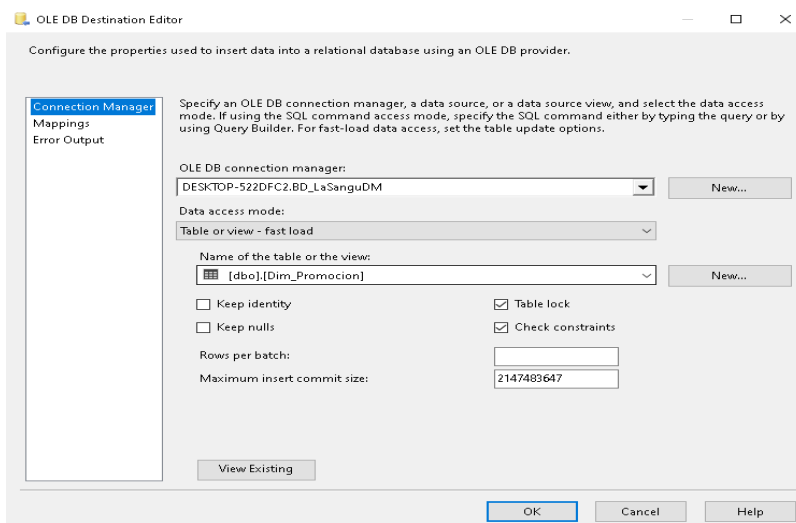 OLE DB Destination Editor
Configure the properties used to insert data into a relational database using an OLE DB provider.
Connection Manager
Mappings
Error Output
Specify an OLE DB connection manager, a data source, or a data source view, and select the data access
mode. If using the SQL command access mode, specify the SQL command either by typing the query or by
using Query Builder. For fast-load data access, set the table update options.
OLE DB connection manager:
DESKTOP-522DFC2.BD_LaSanguDM
New...
Data access mode:
Table or view - fast load
Name of the table or the view:
[dbo].[Dim_Promocion]
New...
Keep identity
Table lock
Keep nulls
Check constraints
Rows per batch:
Maximum insert commit size:
2147483647
View Existing
OK
Cancel
Help